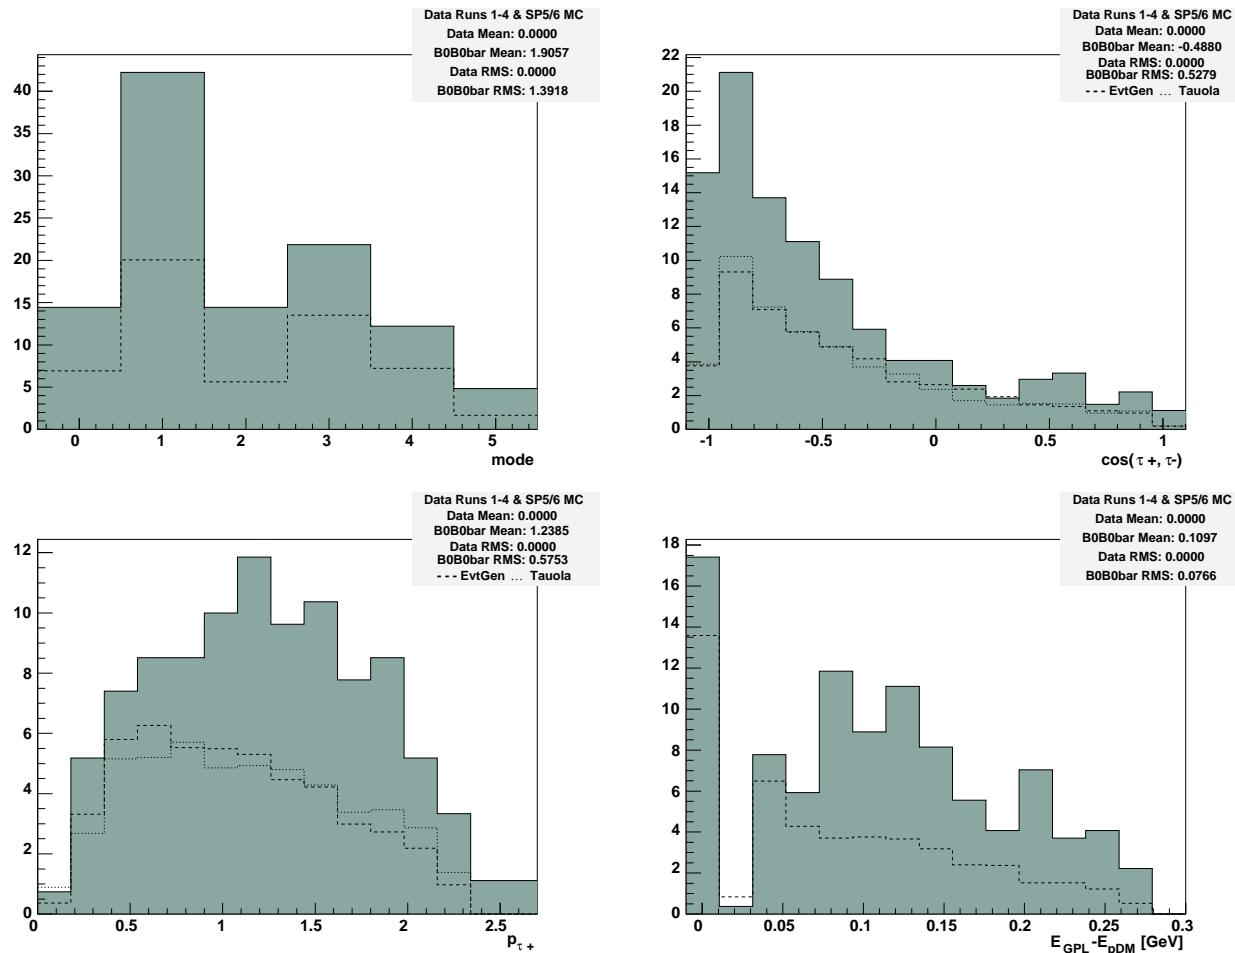 Data Runs 1-4 & SP5/6 MC
Data Mean: 0.0000
B0B0bar Mean: 1.9057
Data RMS: 0.0000
B0B0bar RMS: 1.3918
40
35
30
25
20
15
10
5
0
0 1 2 3 4 5
mode
Data Runs 1-4 & SP5/6 MC
Data Mean: 0.0000
B0B0bar Mean: -0.4880
Data RMS: 0.0000
B0B0bar RMS: 0.5279
--- EvtGen ... Tauola
22
20
18
16
14
12
10
8
6
4
2
0
-1 -0.5 0 0.5 1
cos(τ+, τ-)
Data Runs 1-4 & SP5/6 MC
Data Mean: 0.0000
B0B0bar Mean: 1.2385
Data RMS: 0.0000
B0B0bar RMS: 0.5753
--- EvtGen ... Tauola
12
10
8
6
4
2
0
0 0.5 1 1.5 2 2.5
p τ +
Data Runs 1-4 & SP5/6 MC
Data Mean: 0.0000
B0B0bar Mean: 0.1097
Data RMS: 0.0000
B0B0bar RMS: 0.0766
18
16
14
12
10
8
6
4
2
0
0 0.05 0.1 0.15 0.2 0.25 0.3
E GPL -E pDM [GeV]